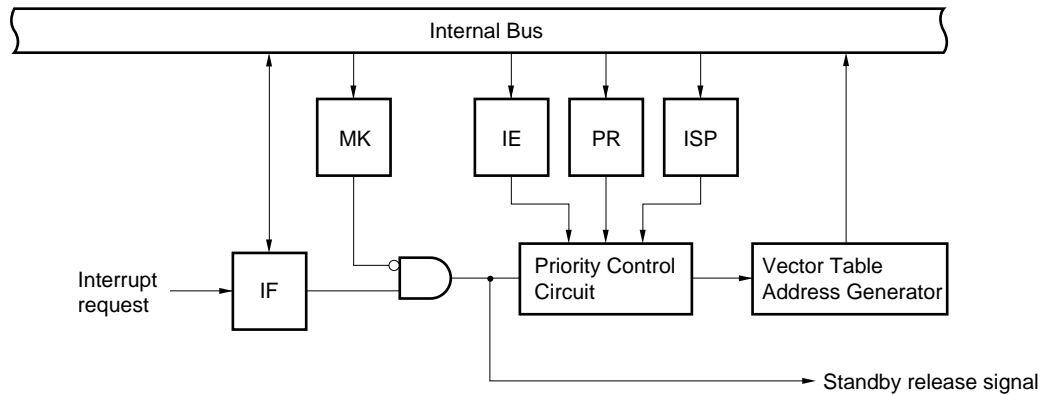 Internal Bus
MK
IE
PR
ISP
Interrupt
request
IF
Priority Control
Circuit
Vector Table
Address Generator
Standby release signal